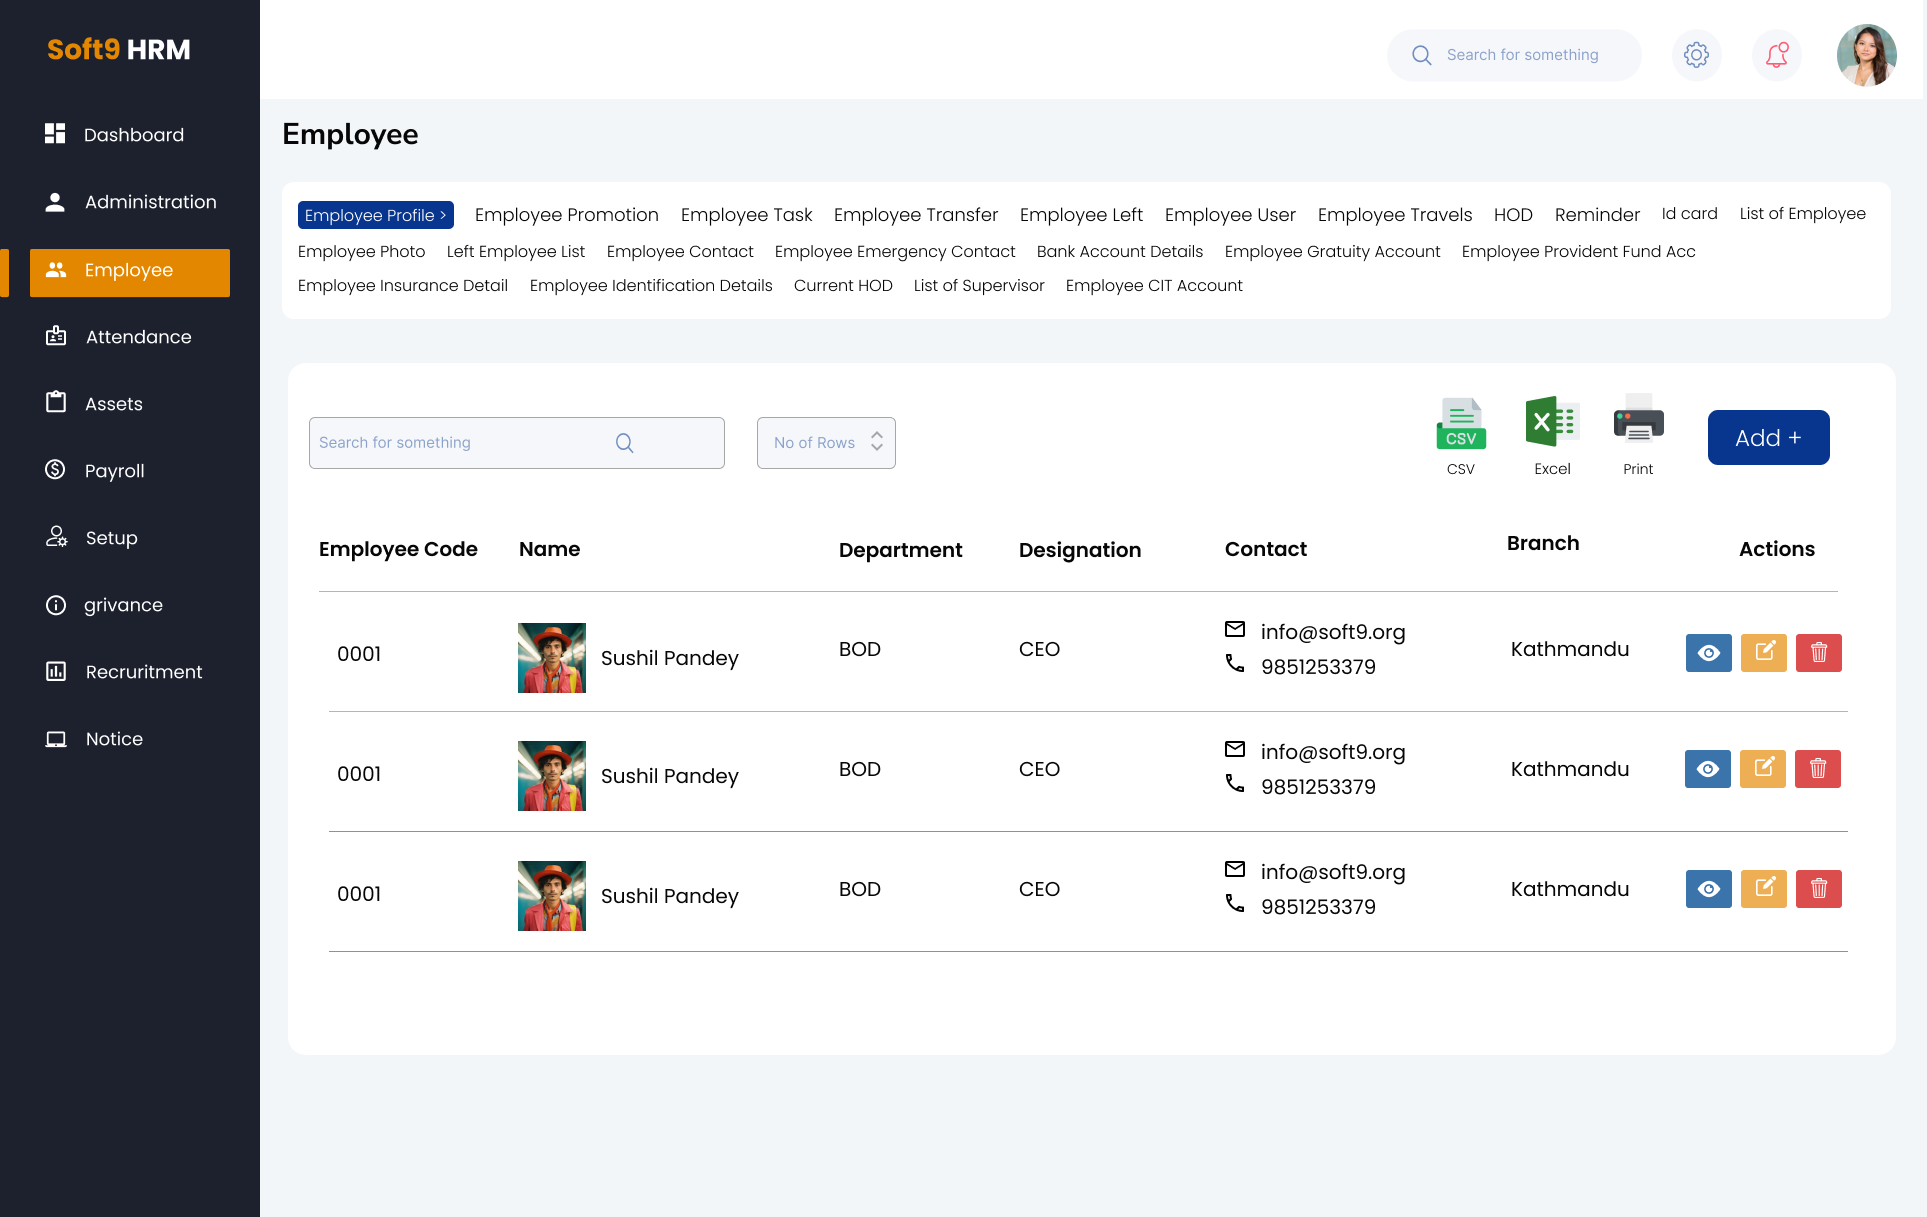 Soft9 HRM
Search for something
Dashboard
Administration
Employee
Attendance
Assets
Payroll
Setup
grivance
Recruritment
Notice
Employee
Employee Profile > Employee Promotion Employee Task Employee Transfer Employee Left Employee User Employee Travels HOD Reminder Id card List of Employee
Employee Photo Left Employee List Employee Contact Employee Emergency Contact Bank Account Details Employee Gratuity Account Employee Provident Fund Acc
Employee Insurance Detail Employee Identification Details Current HOD List of Supervisor Employee CIT Account
Search for something No of Rows
CSV
CSV Excel Print Add +
Employee Code Name Department Designation Contact Branch Actions
0001 Sushil Pandey BOD CEO info@soft9.org Kathmandu
9851253379
0001 Sushil Pandey BOD CEO info@soft9.org Kathmandu
9851253379
0001 Sushil Pandey BOD CEO info@soft9.org Kathmandu
9851253379